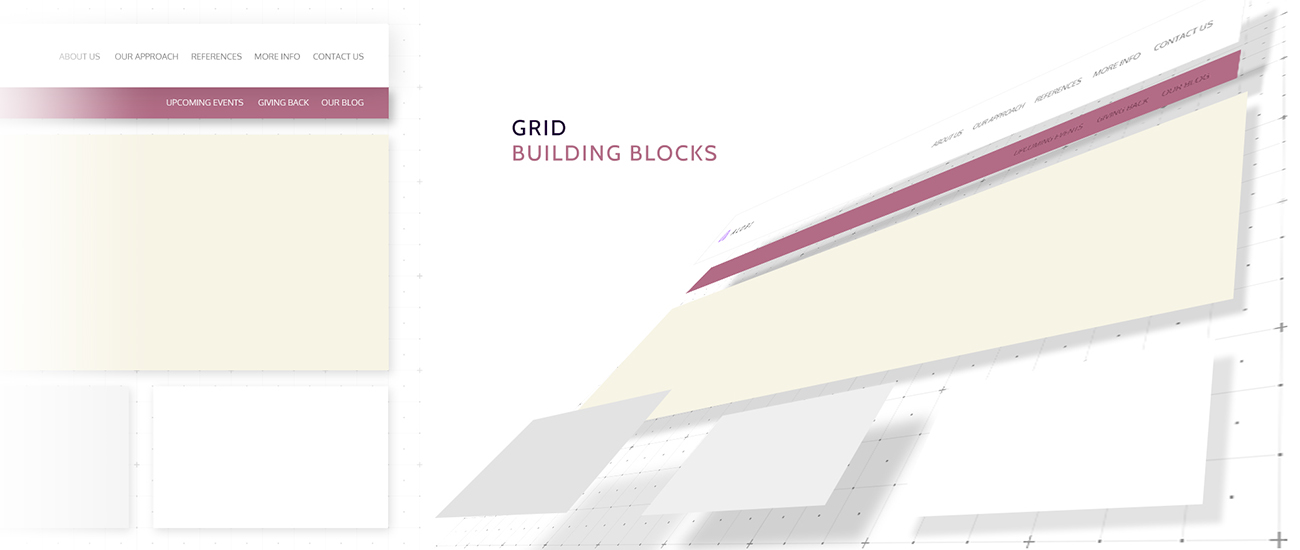 ABOUT US OUR APPROACH REFERENCES MORE INFO CONTACT US
UPCOMING EVENTS GIVING BACK OUR BLOG
GRID
BUILDING BLOCKS
ABOUT US OUR APPROACH REFERENCES MORE INFO CONTACT US
UPCOMING EVENTS GIVING BACK OUR BLOG